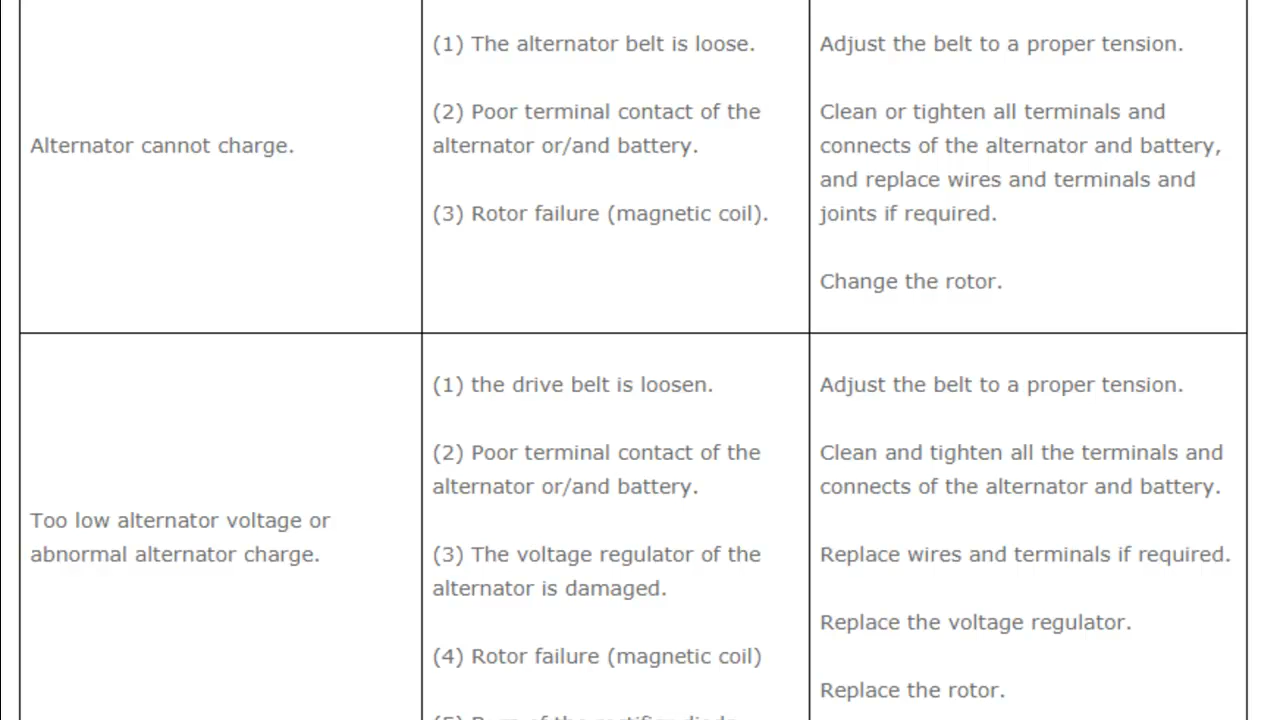 Alternator cannot charge.
(1) The alternator belt is loose.
(2) Poor terminal contact of the
alternator or/and battery.
(3) Rotor failure (magnetic coil).
Adjust the belt to a proper tension.
Clean or tighten all terminals and
connects of the alternator and battery,
and replace wires and terminals and
joints if required.
Change the rotor.
Too low alternator voltage or
abnormal alternator charge.
(1) the drive belt is loosen.
(2) Poor terminal contact of the
alternator or/and battery.
(3) The voltage regulator of the
alternator is damaged.
(4) Rotor failure (magnetic coil)
Adjust the belt to a proper tension.
Clean and tighten all the terminals and
connects of the alternator and battery.
Replace wires and terminals if required.
Replace the voltage regulator.
Replace the rotor.